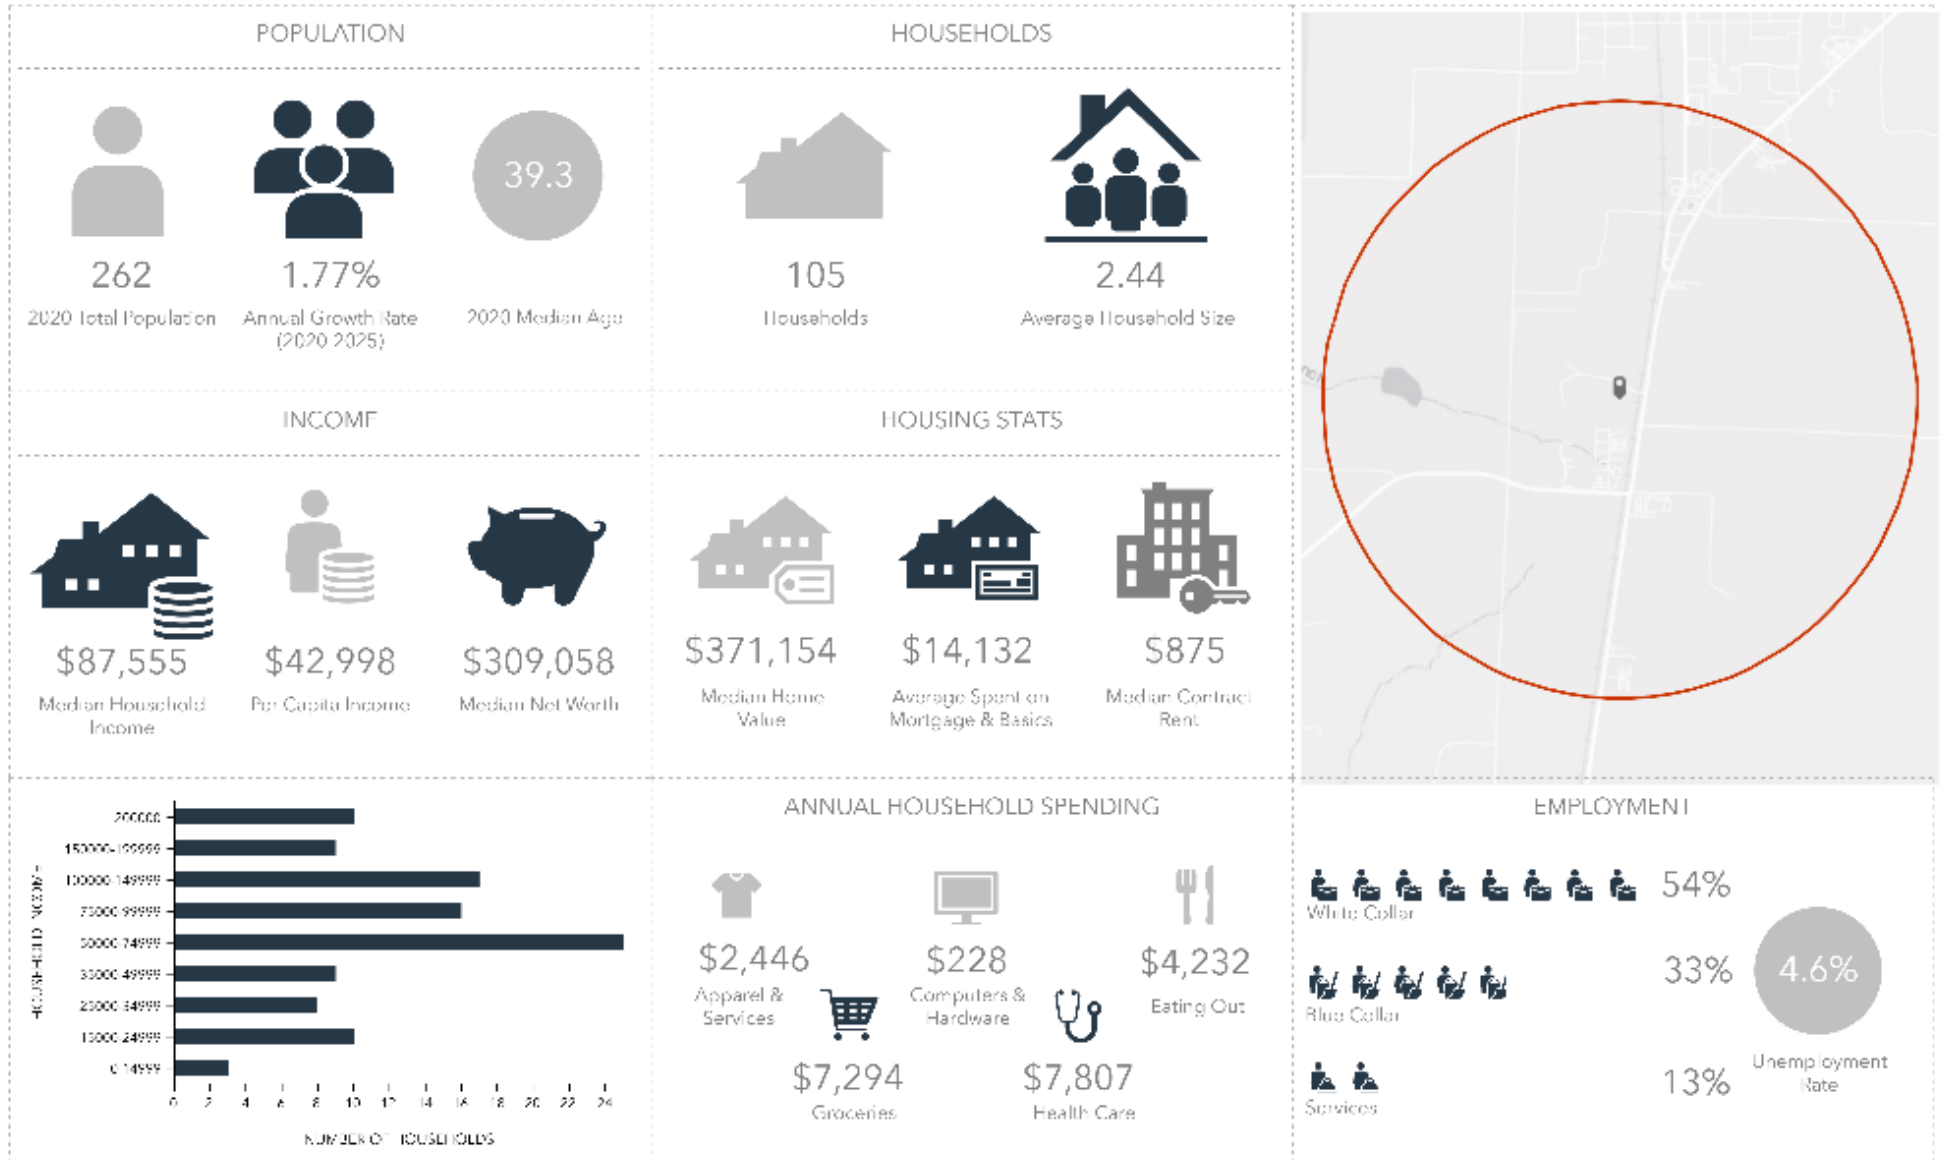 POPULATION
262
2020 Total Population
1.77%
Annual Growth Rate
(2020-2025)
39.3
2020 Median Age
HOUSEHOLDS
105
Households
2.44
Average Household Size
INCOME
$87,555
Median Household
Income
$42,998
Per Capita Income
$309,058
Median Net Worth
HOUSING STATS
$371,154
Median Home
Value
$14,132
Average Spent on
Mortgage & Basics
$875
Median Contract
Rent
HOUSEHOLD INCOME
200000
150000-199999
100000-149999
75000-99999
50000-74999
35000-49999
25000-34999
15000-24999
0-14999
0 2 4 6 8 10 12 14 16 18 20 22 24
NUMBER OF HOUSEHOLDS
ANNUAL HOUSEHOLD SPENDING
$2,446
Apparel &
Services
$228
Computers &
Hardware
$4,232
Eating Out
$7,294
Groceries
$7,807
Health Care
EMPLOYMENT
54%
White Collar
33%
Blue Collar
13%
Services
4.6%
Unemployment
Rate